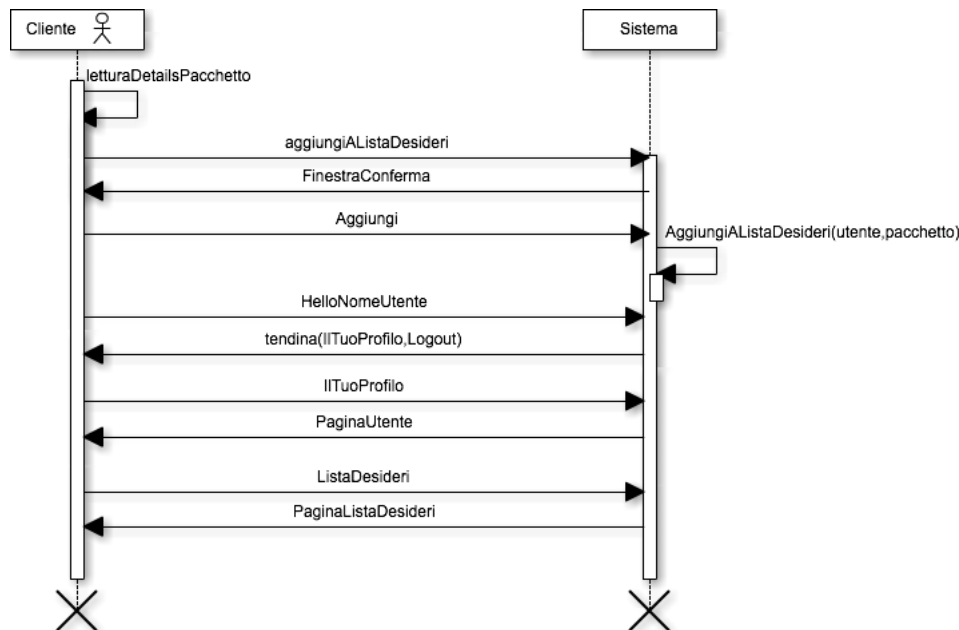 Cliente
Sistema
letturaDetailsPacchetto
aggiungiAListaDesideri
FinestraConferma
Aggiungi
AggiungiAListaDesideri(utente,pacchetto)
HelloNomeUtente
tendina(IlTuoProfilo,Logout)
IlTuoProfilo
PaginaUtente
ListaDesideri
PaginaListaDesideri